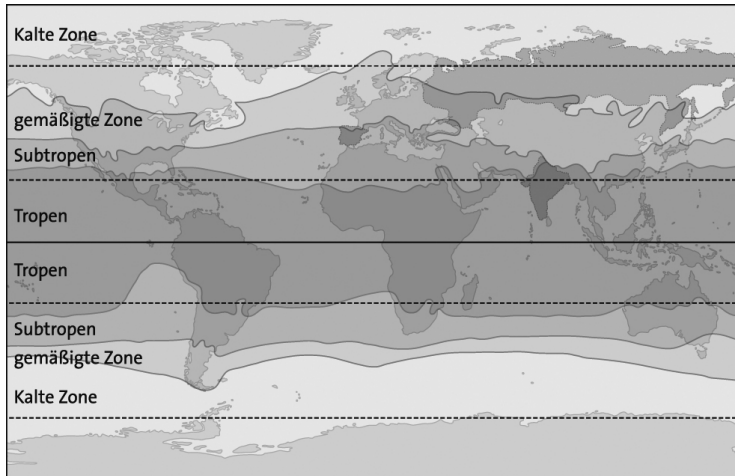 Kalte Zone
gemäßigte Zone
Subtropen
Tropen
Tropen
Subtropen
gemäßigte Zone
Kalte Zone